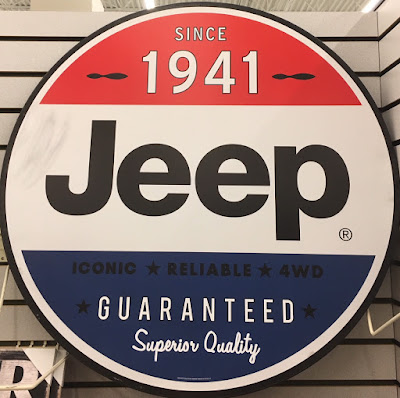 SINCE
1941
Jeep®
ICONIC ★ RELIABLE ★ 4WD
★ GUARANTEED ★
Superior Quality
R